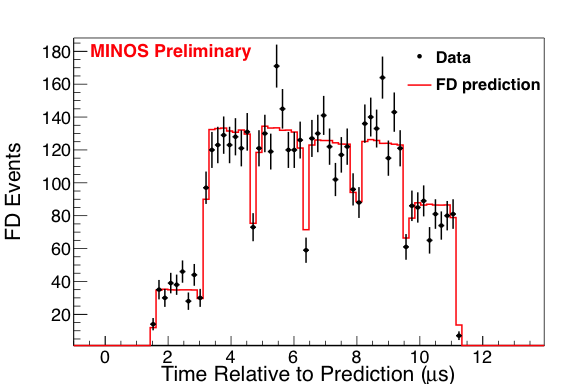 MINOS Preliminary
Data
FD prediction
FD Events
180
160
140
120
100
80
60
40
20
0 2 4 6 8 10 12
Time Relative to Prediction (μs)